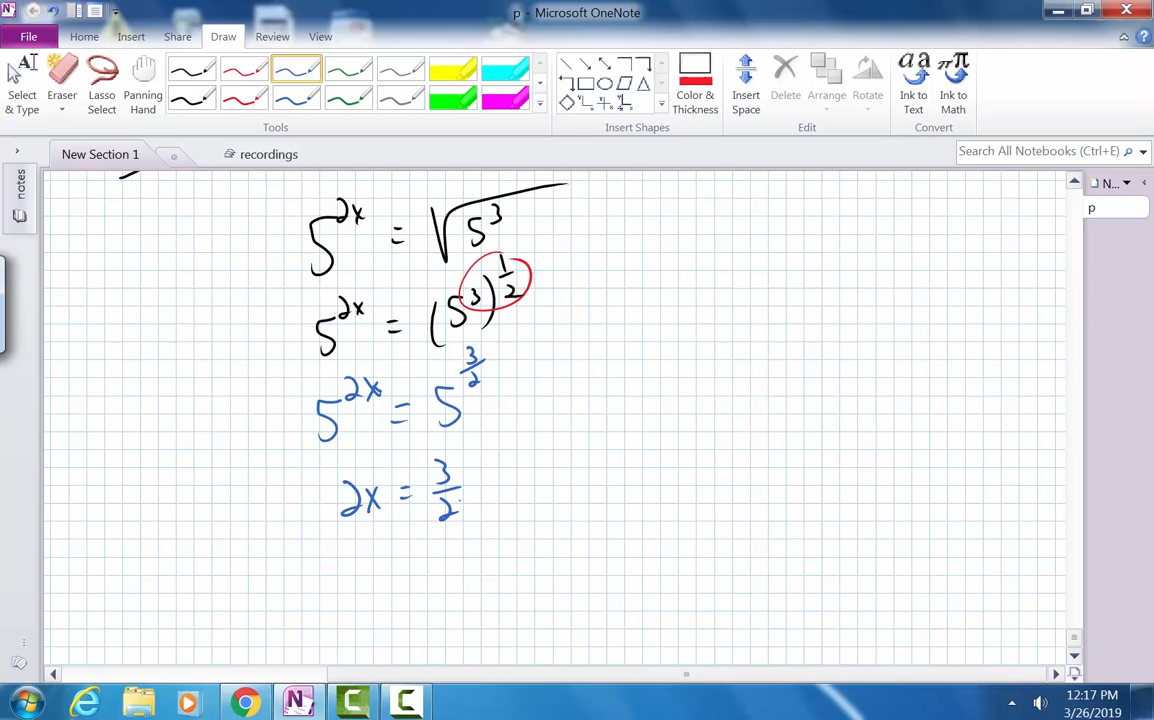 p - Microsoft OneNote
File Home Insert Share Draw Review View
Select & Type Eraser Lasso Select Panning Hand Color & Thickness Insert Space Delete Arrange Rotate Ink to Text Ink to Math
Tools Insert Shapes Edit Convert
New Section 1 recordings Search All Notebooks (Ctrl+E)
notes
N...
p
5^{2x} = √5^3
5^{2x} = (5^3)^{1/2}
5^{2x} = 5^{3/2}
2x = 3/2
12:17 PM
3/26/2019